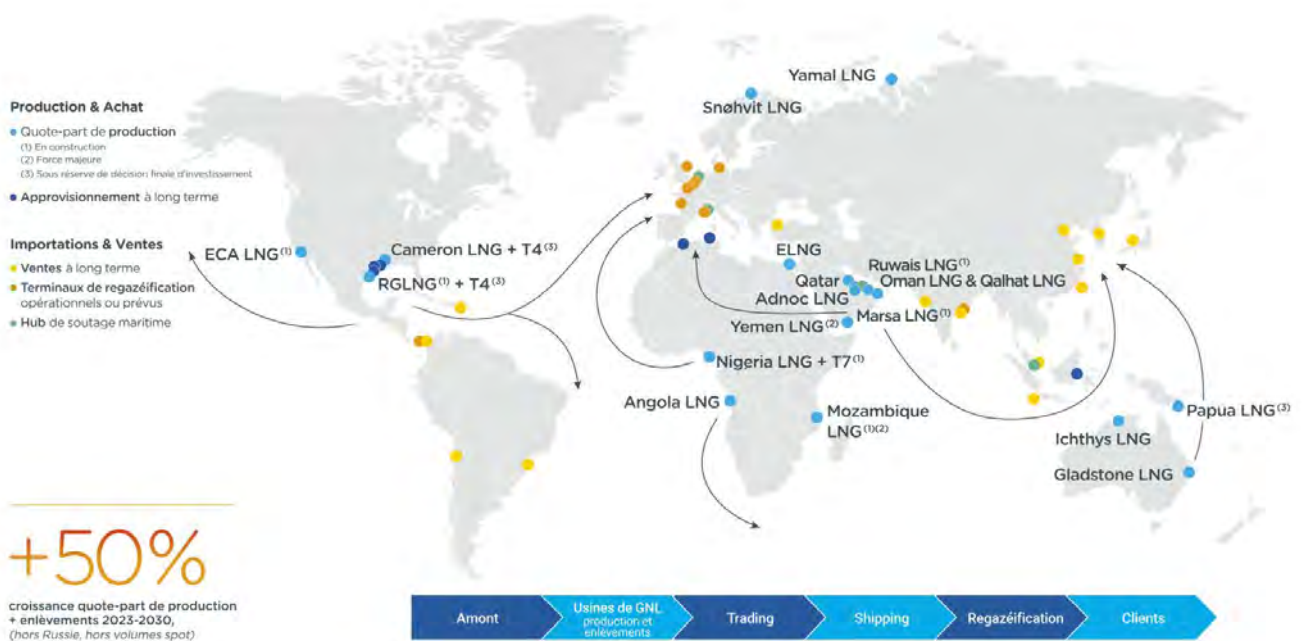 Production & Achat
Quote-part de production
(1) En construction
(2) Force majeure
(3) Sous réserve de décision finale d'investissement
Approvisionnement à long terme
Importations & Ventes
Ventes à long terme
Terminaux de regazéification
opérationnels ou prévus
Hub de soutage maritime
Yamal LNG
Snøhvit LNG
ECA LNG(1)
Cameron LNG + T4(3)
RGLNG(1) + T4(3)
ELNG
Qatar
Ruwais LNG(1)
Oman LNG & Qalhat LNG
Adnoc LNG
Marsa LNG(1)
Yemen LNG(2)
Nigeria LNG + T7(1)
Angola LNG
Mozambique
LNG(1)(2)
Papua LNG(3)
Ichthys LNG
Gladstone LNG
+50%
croissance quote-part de production
+ enlèvements 2023-2030,
(hors Russie, hors volumes spot)
Amont
Usines de GNL
production et
enlèvements
Trading
Shipping
Regazéification
Clients